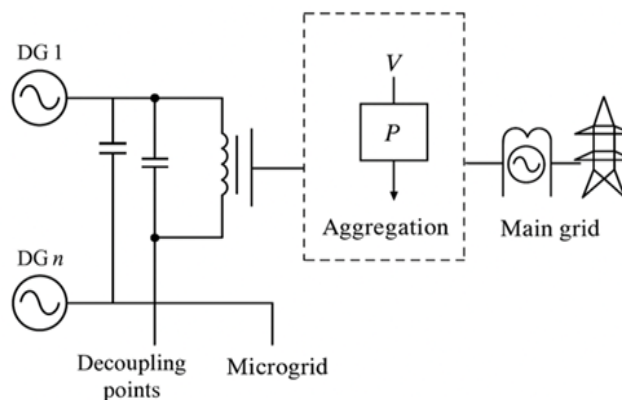 DG 1
V
P
Aggregation
Main grid
DG n
Decoupling
points
Microgrid